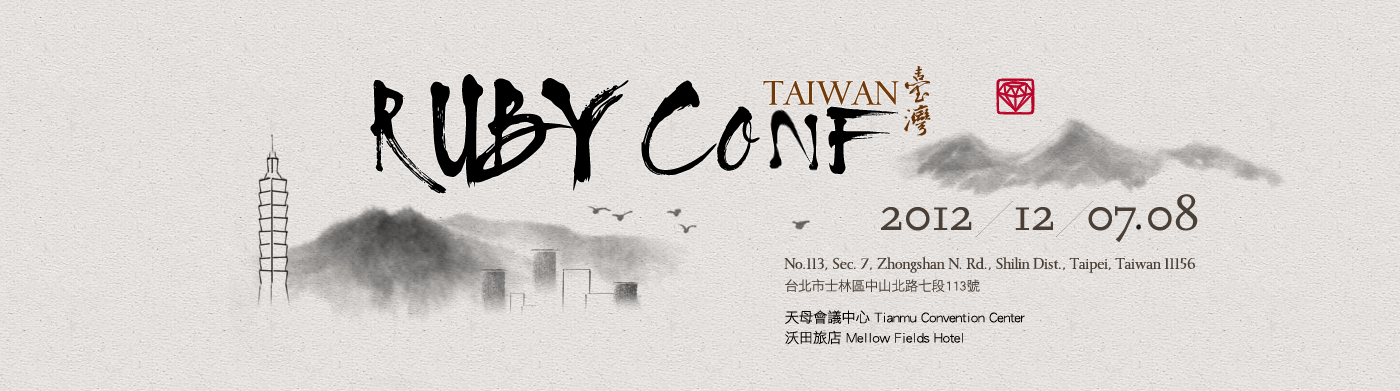 RUBY CONF
TAIWAN 臺灣
2012/12/07.08
No.113, Sec. 7, Zhongshan N. Rd., Shilin Dist., Taipei, Taiwan 11156
台北市士林區中山北路七段113號
天母會議中心 Tianmu Convention Center
沃田旅店 Mellow Fields Hotel